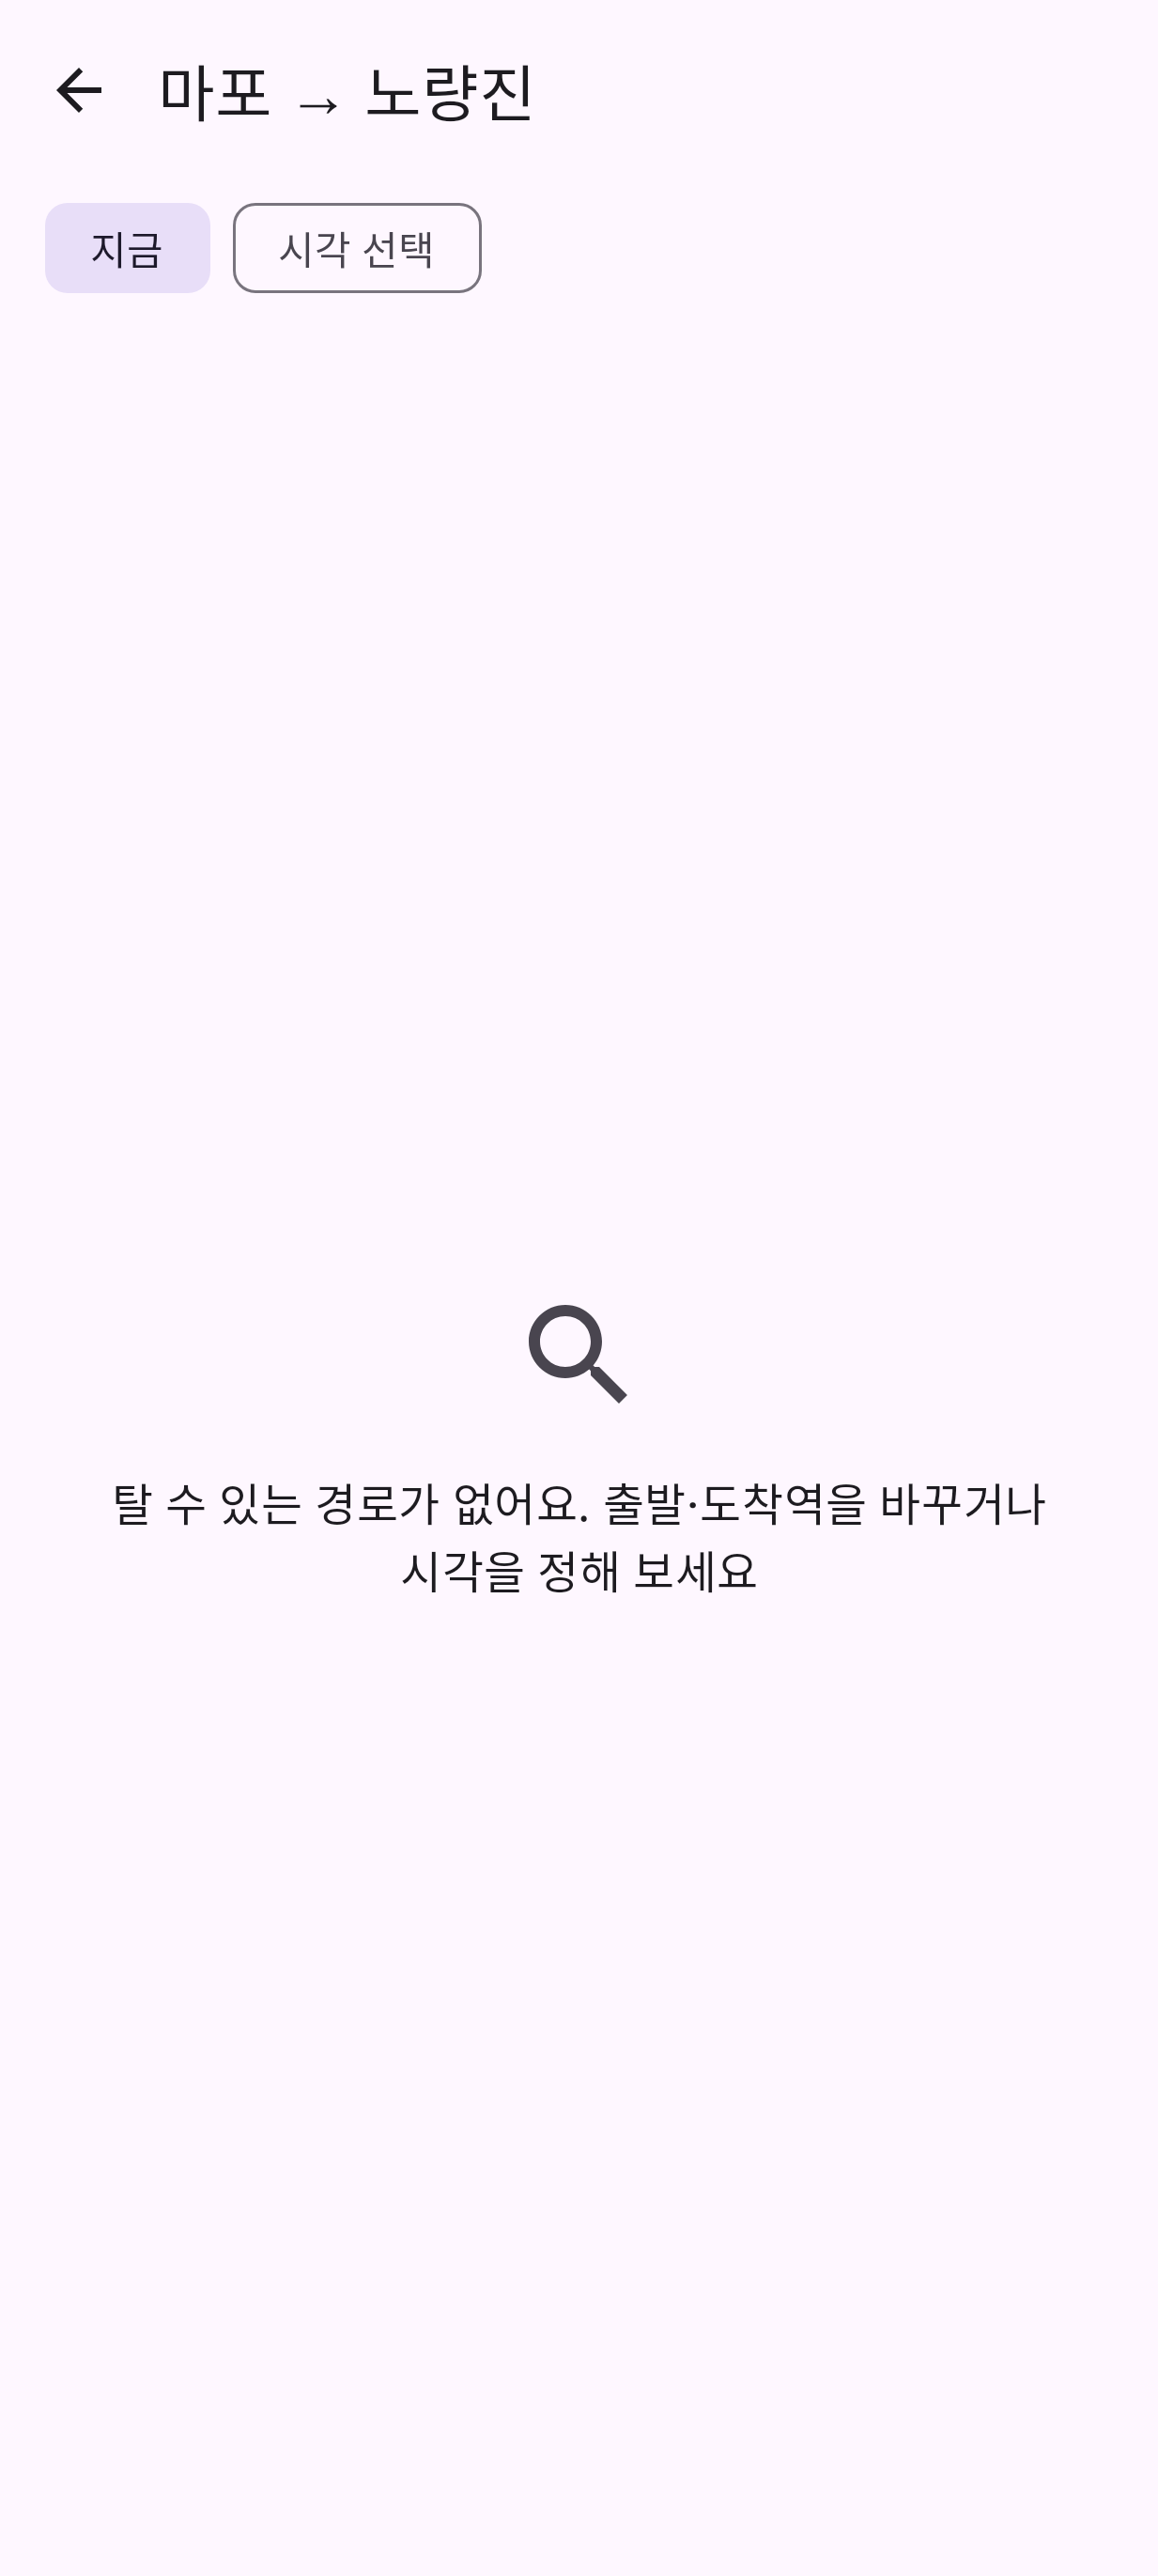 마포 → 노량진
지금
시각 선택
탈 수 있는 경로가 없어요. 출발·도착역을 바꾸거나
시각을 정해 보세요